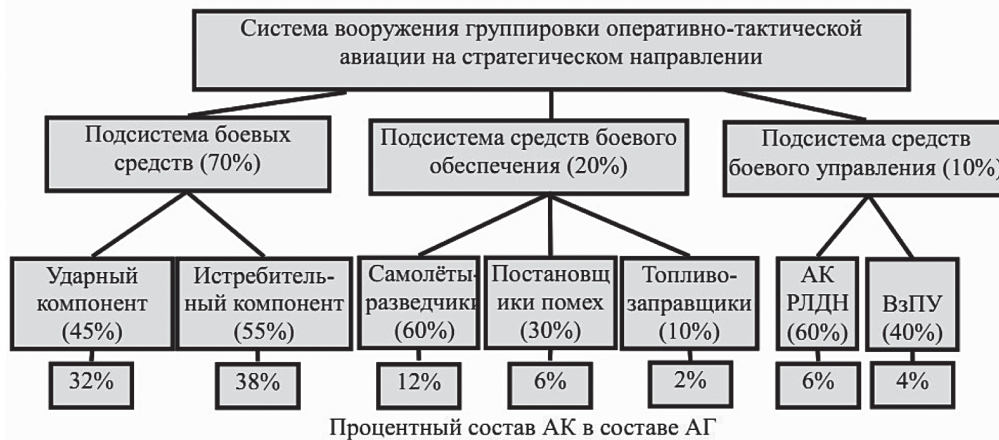 Система вооружения группировки оперативно-тактической
авиации на стратегическом направлении
Подсистема боевых
средств (70%)
Подсистема средств боевого
обеспечения (20%)
Подсистема средств
боевого управления (10%)
Ударный
компонент
(45%)
Истребитель-
ный компонент
(55%)
Самолёты-
разведчики
(60%)
Постановщ
ики помех
(30%)
Топливо-
заправщики
(10%)
АК
РЛДН
(60%)
ВзПУ
(40%)
32%
38%
12%
6%
2%
6%
4%
Процентный состав АК в составе АГ